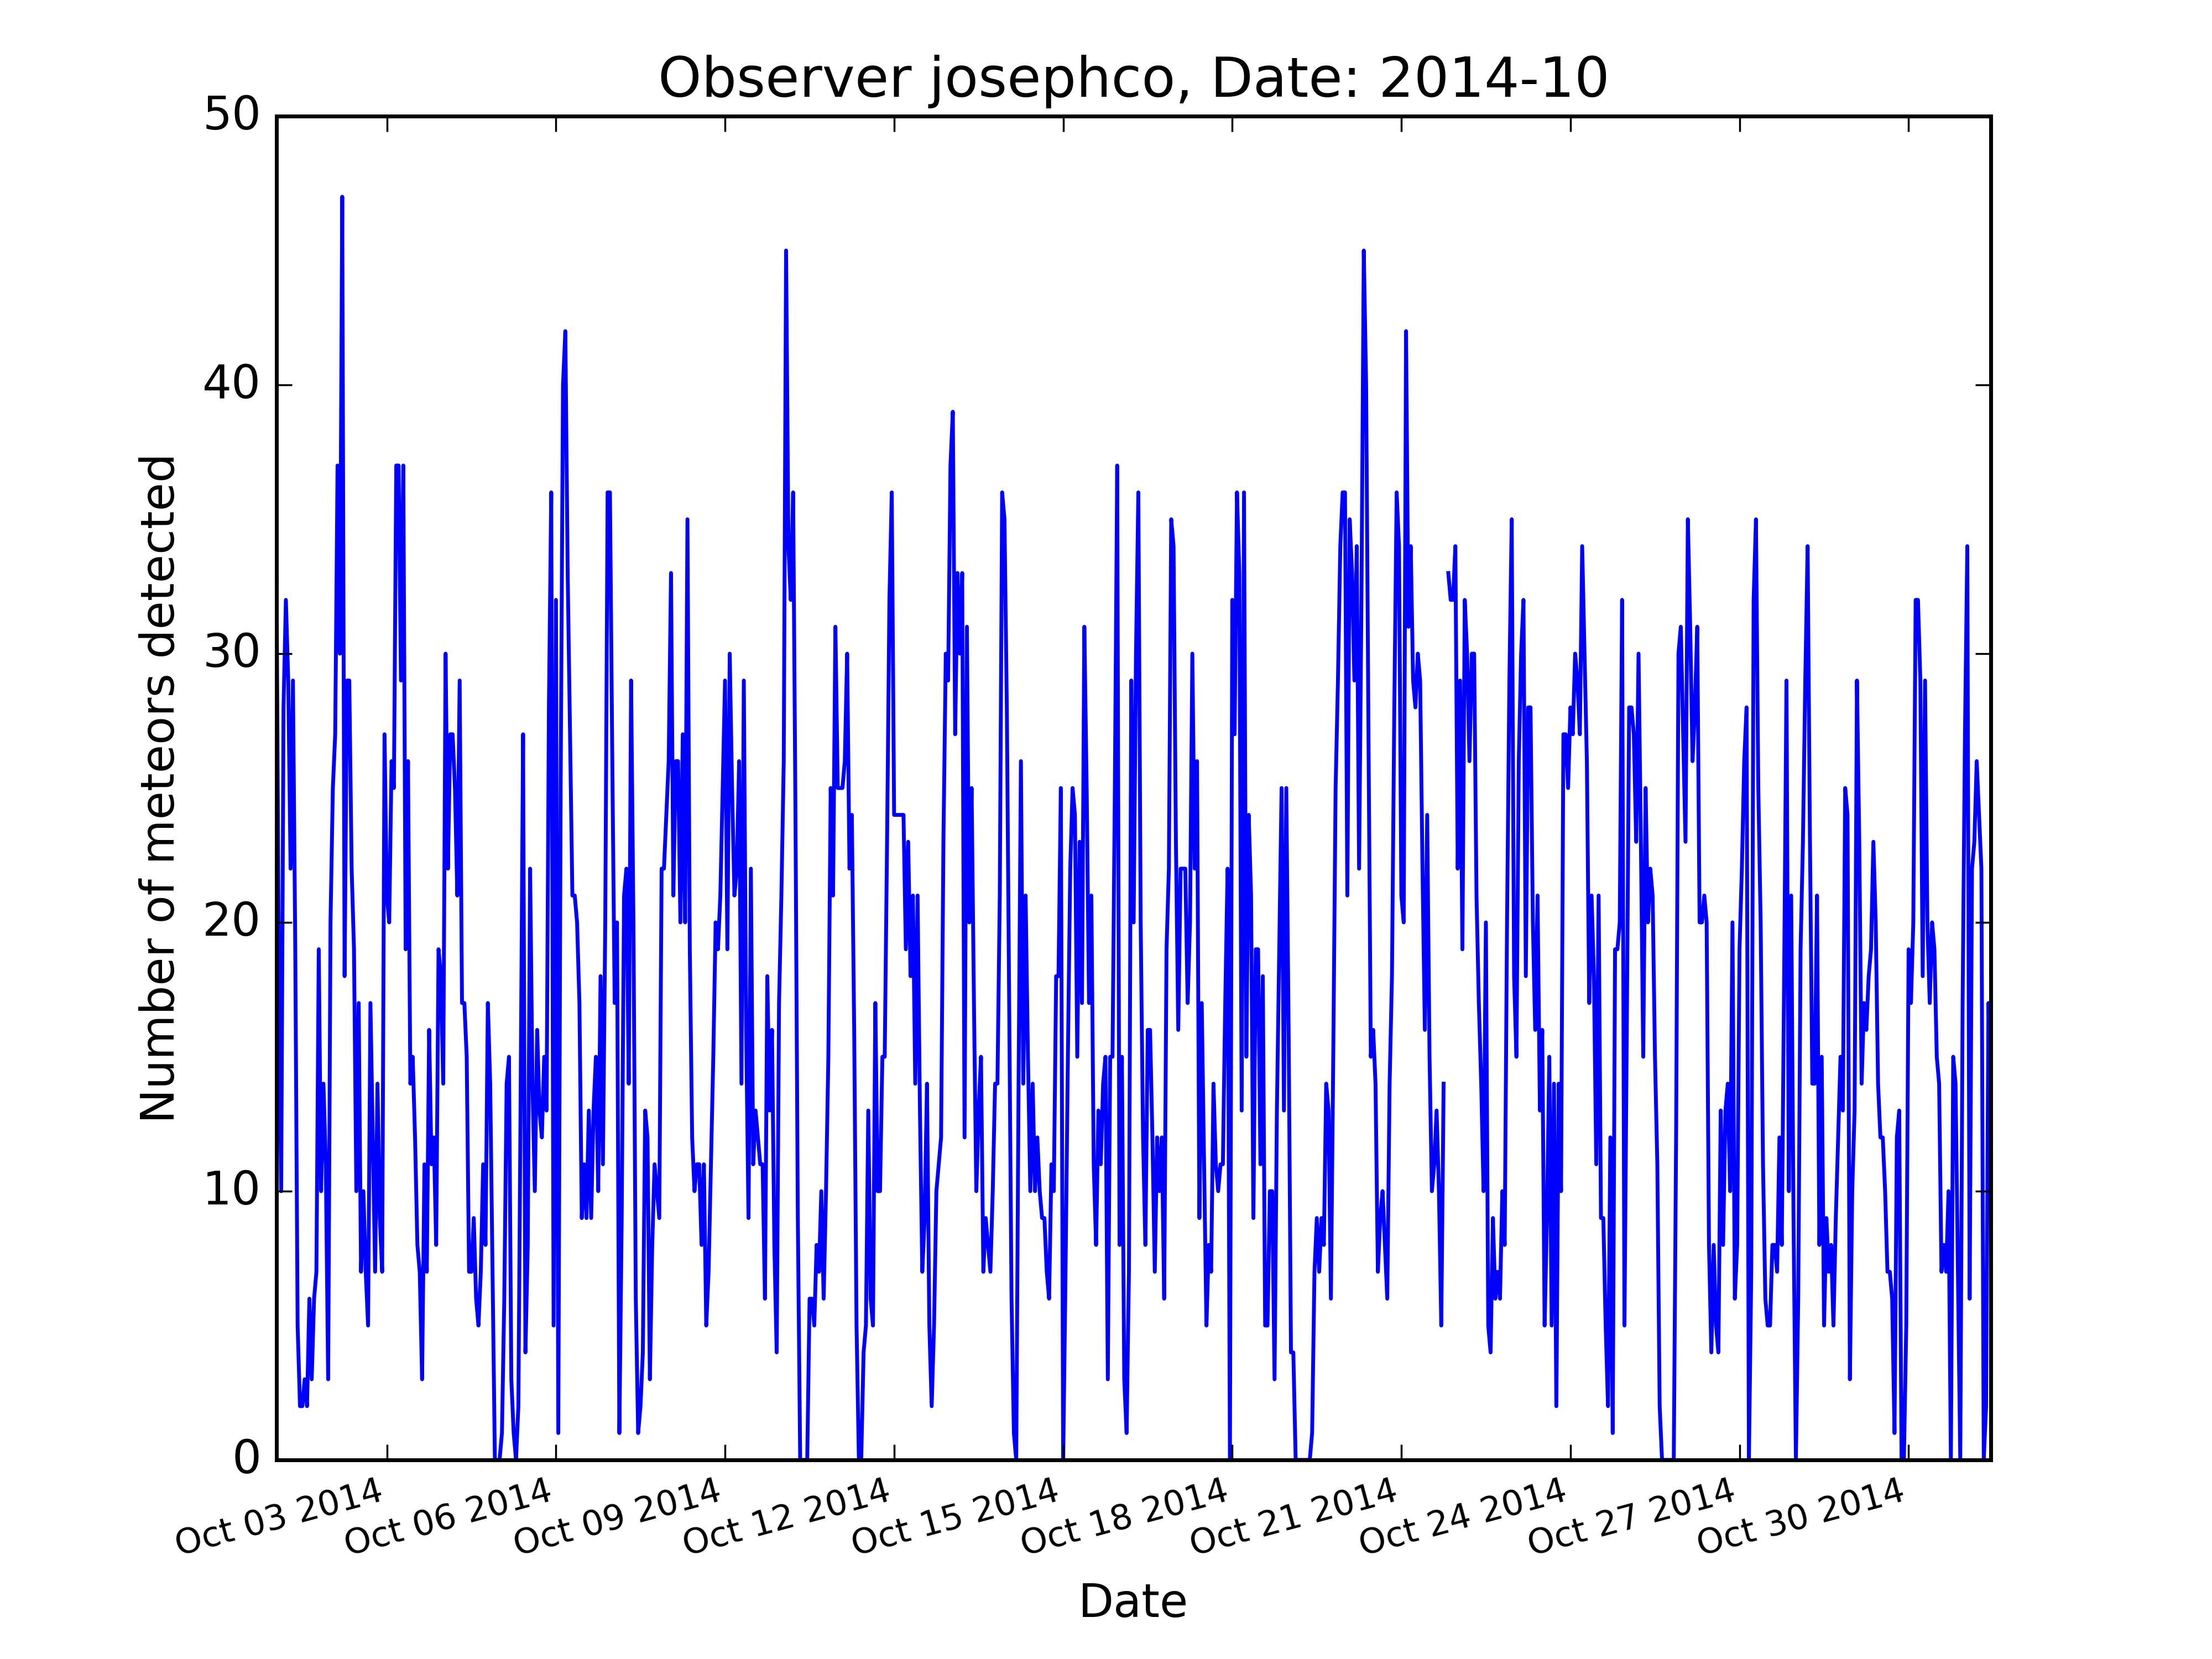 Observer josephco, Date: 2014-10
50
40
30
20
10
0
Number of meteors detected
Oct 03 2014
Oct 06 2014
Oct 09 2014
Oct 12 2014
Oct 15 2014
Oct 18 2014
Oct 21 2014
Oct 24 2014
Oct 27 2014
Oct 30 2014
Date